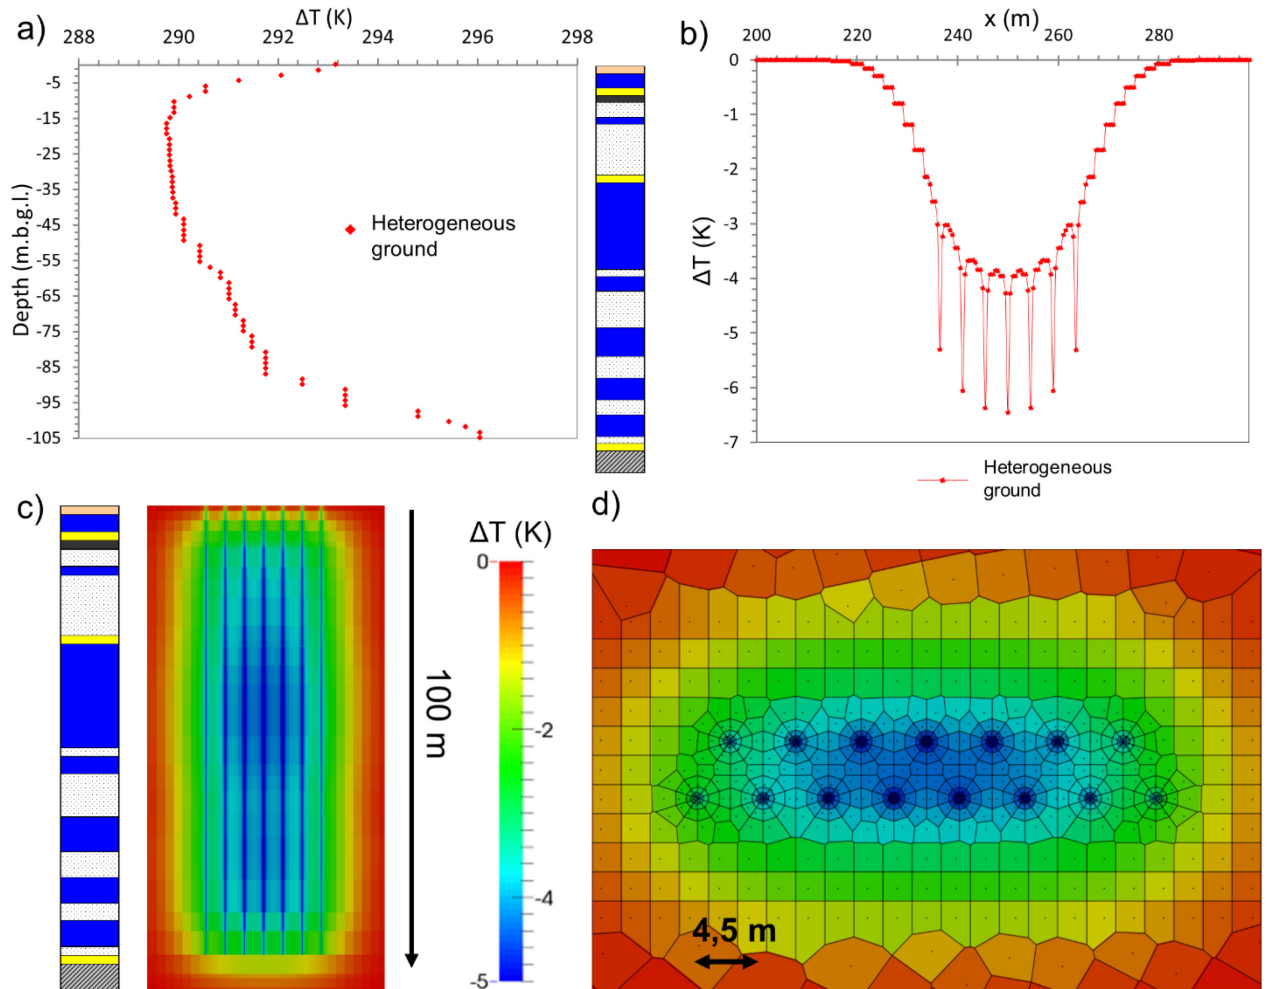 a)
ΔT (K)
288 290 292 294 296 298
-5
-15
-25
-35
-45
-55
-65
-75
-85
-95
-105
Depth (m.b.g.l.)
Heterogeneous
ground
b)
x (m)
200 220 240 260 280
0
-1
-2
-3
-4
-5
-6
-7
ΔT (K)
Heterogeneous
ground
c)
100 m
ΔT (K)
0
-2
-4
-5
d)
4,5 m